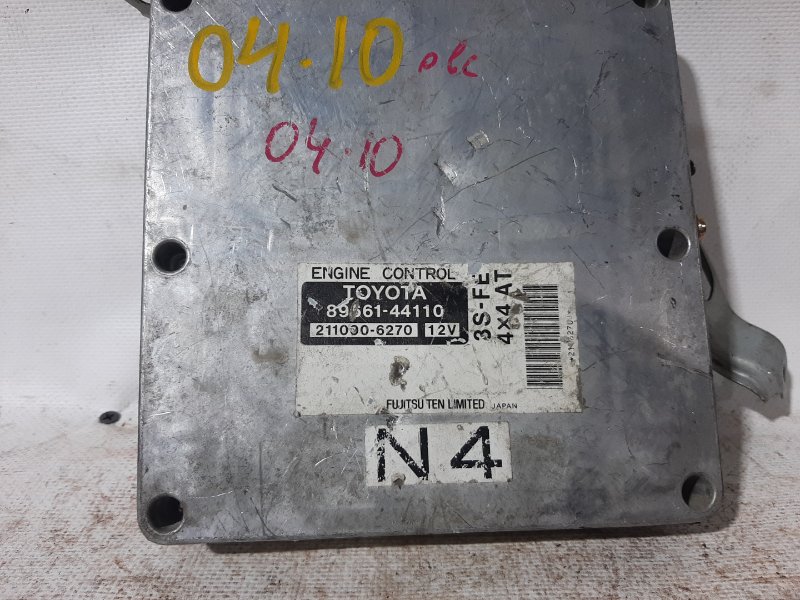 04.10 рвс
04.10
ENGINE CONTROL
TOYOTA
89661-44110
211000-6270 12V
3S-FE
4x4 AT
FUJITSU TEN LIMITED JAPAN
N4